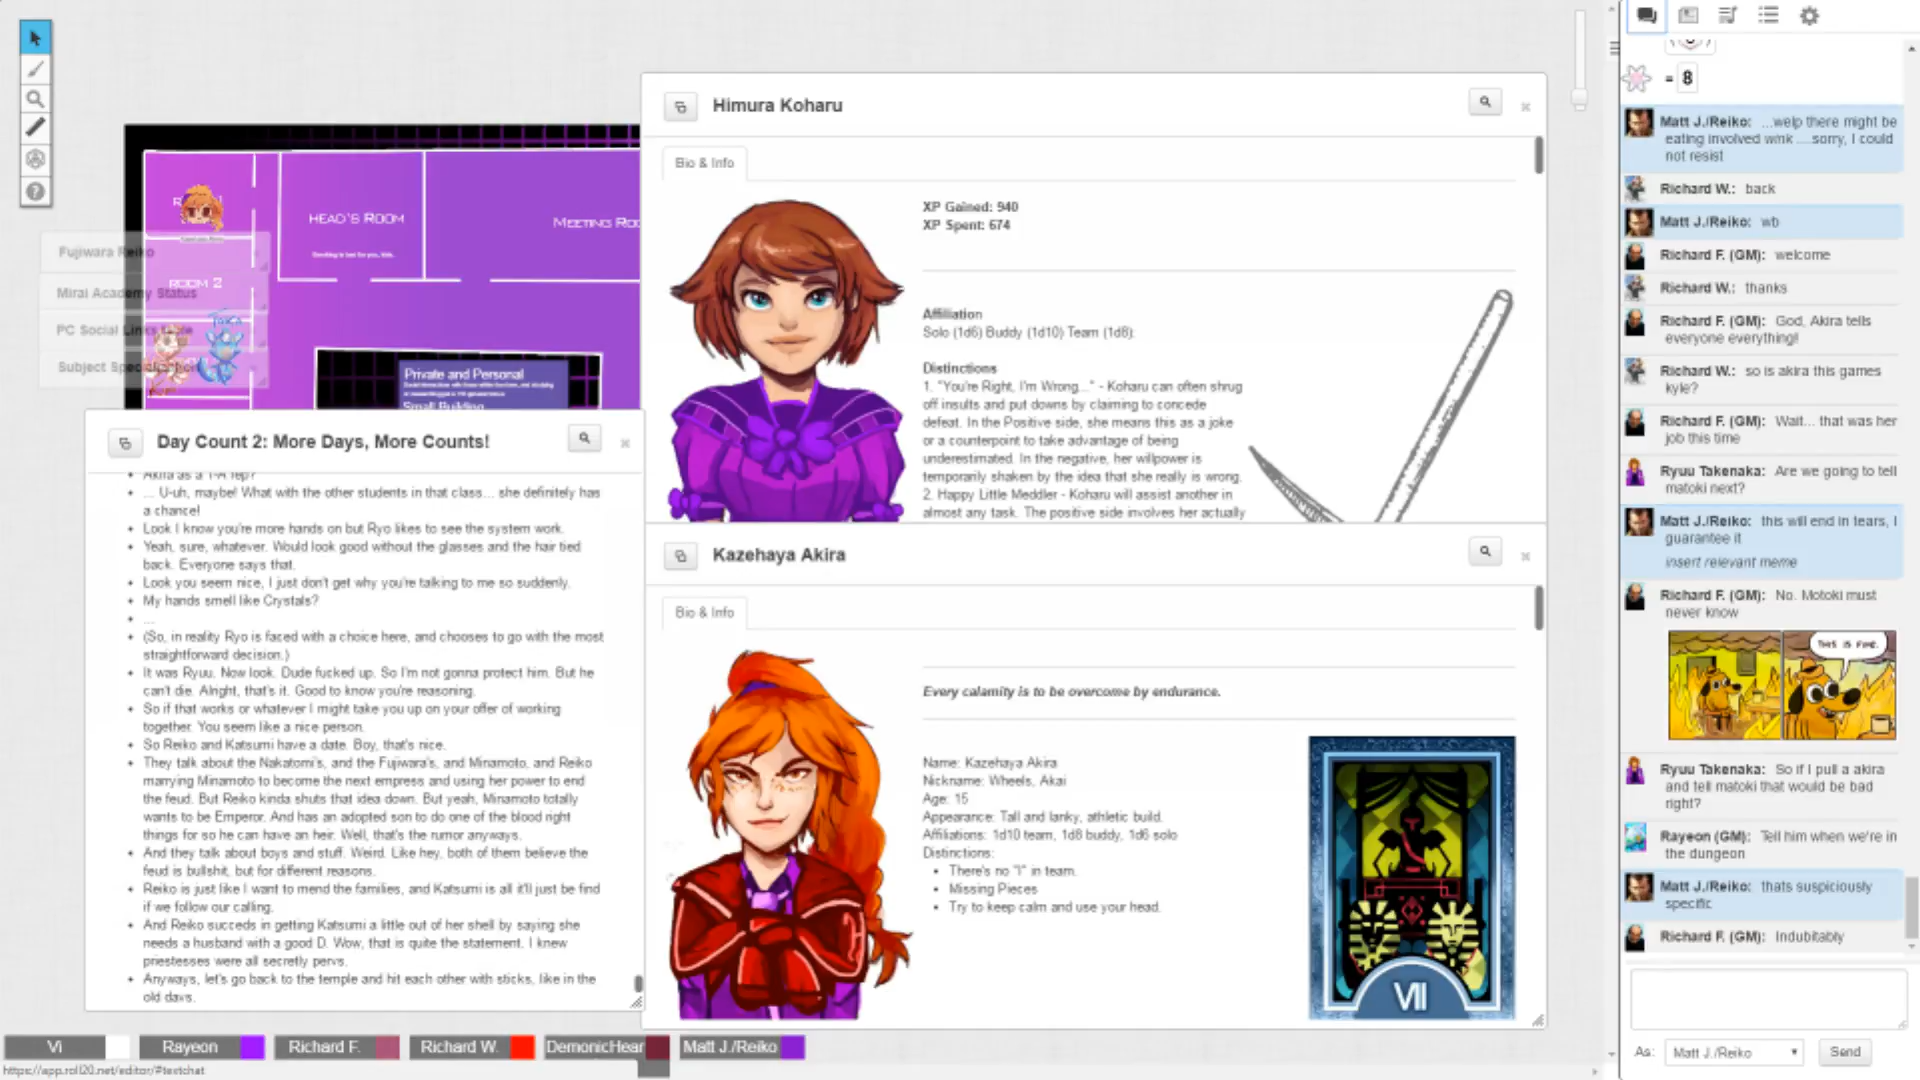 Himura Koharu
Bio & Info
XP Gained: 940
XP Spent: 674
Affiliation
Solo (1d6) Buddy (1d10) Team (1d8):
Distinctions
1. "You're Right, I'm Wrong..." - Koharu can often shrug
off insults and put downs by claiming to concede
defeat. In the Positive side, she means this as a joke
or a counterpoint to take advantage of being
underestimated. In the negative, her willpower is
temporarily shaken by the idea that she really is wrong.
2. Happy Little Meddler - Koharu will assist another in
almost any task. The positive side involves her actually
HEAD'S ROOM
MEETING ROO
Fujiwara Reiko
ROOM 2
Mirai Academy Status
PC Social Links
Private and Personal
Small Building
Day Count 2: More Days, More Counts!
Akira as a 1-A rep?
... U-uh, maybe! What with the other students in that class... she definitely has
a chance!
Look I know you're more hands on but Ryo likes to see the system work.
Yeah, sure, whatever. Would look good without the glasses and the hair tied
back. Everyone says that.
Look you seem nice, I just don't get why you're talking to me so suddenly.
My hands smell like Crystals?
...
(So, in reality Ryo is faced with a choice here, and chooses to go with the most
straightforward decision.)
It was Ryuu. Now look. Dude fucked up. So I'm not gonna protect him. But he
can't die. Alright, that's it. Good to know you're reasoning.
So if that works or whatever I might take you up on your offer of working
together. You seem like a nice person.
So Reiko and Katsumi have a date. Boy, that's nice.
They talk about the Nakatomi's, and the Fujiwara's, and Minamoto, and Reiko
marrying Minamoto to become the next empress and using her power to end
the feud. But Reiko kinda shuts that idea down. But yeah, Minamoto totally
wants to be Emperor. And has an adopted son to do one of the blood right
things for so he can have an heir. Well, that's the rumor anyways.
And they talk about boys and stuff. Weird. Like hey, both of them believe the
feud is bullshit, but for different reasons.
Reiko is just like I want to mend the families, and Katsumi is all it'll just be find
if we follow our calling.
And Reiko succeds in getting Katsumi a little out of her shell by saying she
needs a husband with a good D. Wow, that is quite the statement. I knew
priestesses were all secretly pervs.
Anyways, let's go back to the temple and hit each other with sticks, like in the
old days.
Kazehaya Akira
Bio & Info
Every calamity is to be overcome by endurance.
Name: Kazehaya Akira
Nickname: Wheels, Akai
Age: 15
Appearance: Tall and lanky, athletic build.
Affiliations: 1d10 team, 1d8 buddy, 1d6 solo
Distinctions:
There's no "I" in team.
Missing Pieces
Try to keep calm and use your head.
VII
= 8
Matt J./Reiko: ...welp there might be
eating involved wink ....sorry, I could
not resist
Richard W.: back
Matt J./Reiko: wb
Richard F. (GM): welcome
Richard W.: thanks
Richard F. (GM): God, Akira tells
everyone everything!
Richard W.: so is akira this games
kyle?
Richard F. (GM): Wait... that was her
job this time
Ryuu Takenaka: Are we going to tell
matoki next?
Matt J./Reiko: this will end in tears, I
guarantee it
insert relevant meme
Richard F. (GM): No. Motoki must
never know
THIS IS FINE.
Ryuu Takenaka: So if I pull a akira
and tell matoki that would be bad
right?
Rayeon (GM): Tell him when we're in
the dungeon
Matt J./Reiko: thats suspiciously
specific
Richard F. (GM): Indubitably
As: Matt J./Reiko
Send
Vi
Rayeon
Richard F.
Richard W.
DemonicHear
Matt J./Reiko
https://app.roll20.net/editor/#textchat